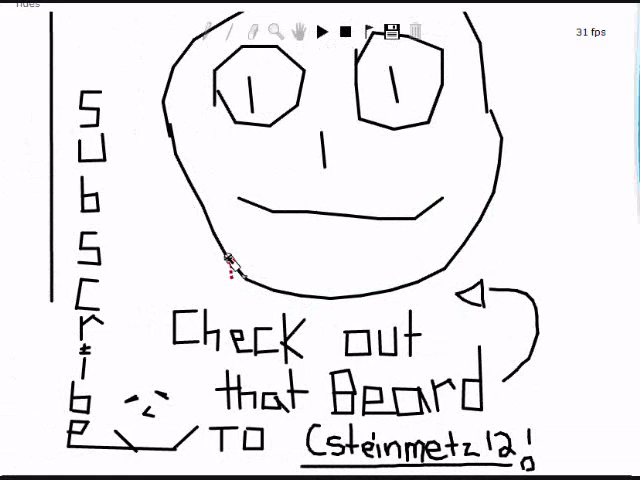 31 fps
Subscribe
Check out
that Beard
TO Csteinmetz12!